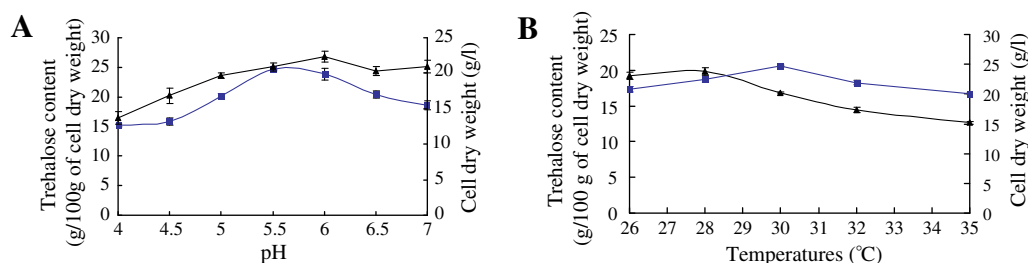 A
Trehalose content
(g/100g of cell dry weight)
30
25
20
15
10
5
0
4 4.5 5 5.5 6 6.5 7
pH
25
20
15
10
5
0
Cell dry weight (g/l)
B
Trehalose content
(g/100 g of cell dry weight)
25
20
15
10
5
0
26 27 28 29 30 31 32 33 34 35
Temperatures (℃)
30
25
20
15
10
5
0
Cell dry weight (g/l)